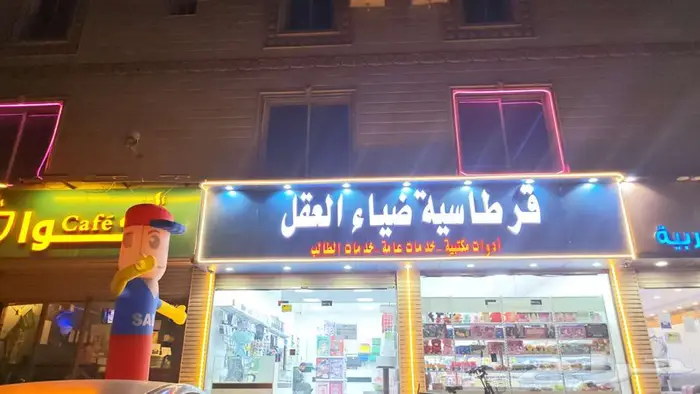 قرطاسية ضياء العقل
أدوات مكتبية - خدمات عامة - خدمات الطالب
Café